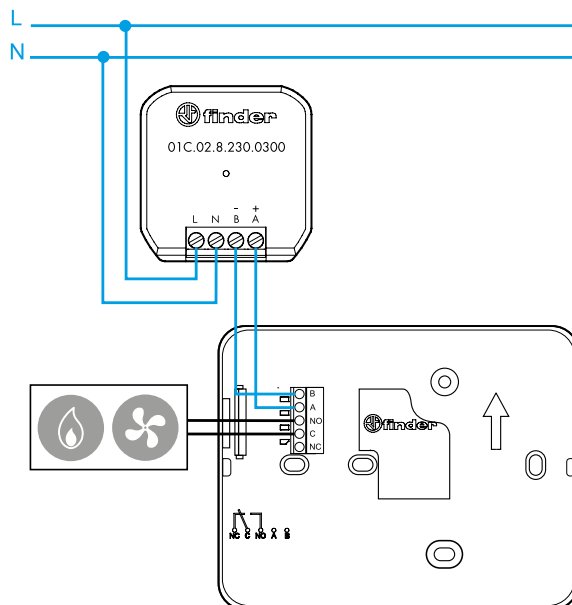 L
N
finder
01C.02.8.230.0300
- +
L N B A
B
A
NO
C
NC
finder
NC C NO A B